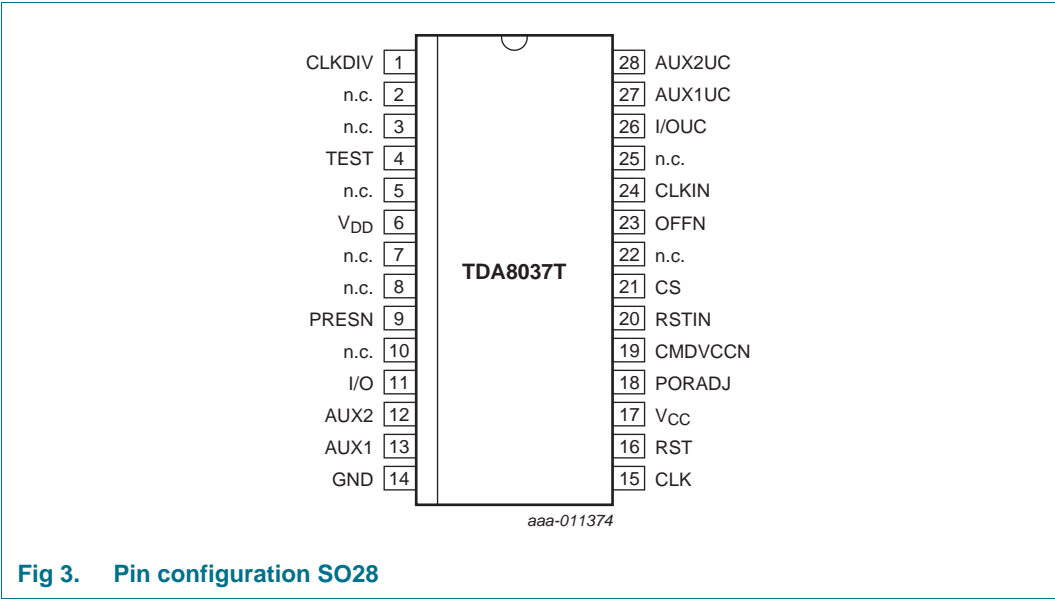 CLKDIV 1 28 AUX2UC
n.c. 2 27 AUX1UC
n.c. 3 26 I/OUC
TEST 4 25 n.c.
n.c. 5 24 CLKIN
VDD 6 23 OFFN
n.c. 7 22 n.c.
TDA8037T
n.c. 8 21 CS
PRESN 9 20 RSTIN
n.c. 10 19 CMDVCCN
I/O 11 18 PORADJ
AUX2 12 17 VCC
AUX1 13 16 RST
GND 14 15 CLK
aaa-011374
Fig 3. Pin configuration SO28